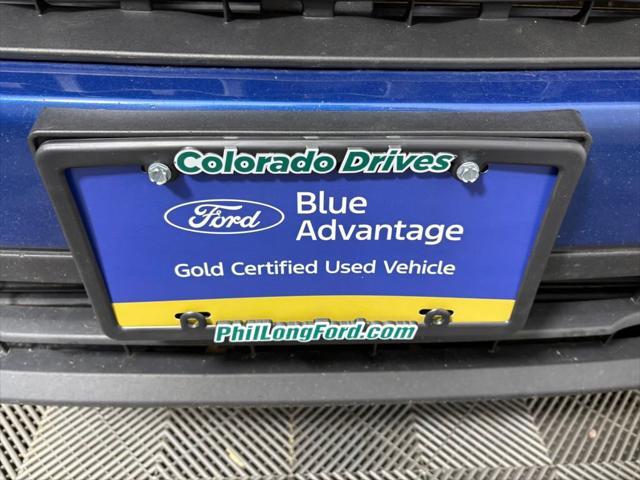 Colorado Drives
Ford
Blue
Advantage
Gold Certified Used Vehicle
PhilLongFord.com